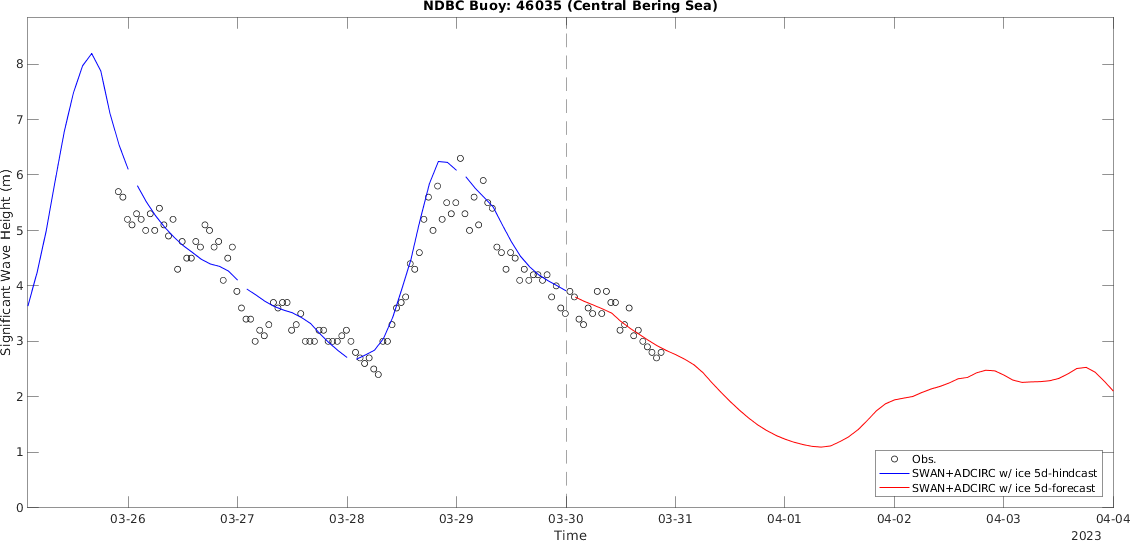 NDBC Buoy: 46035 (Central Bering Sea)
Significant Wave Height (m)
8
7
6
5
4
3
2
1
0
Obs.
SWAN+ADCIRC w/ ice 5d-hindcast
SWAN+ADCIRC w/ ice 5d-forecast
03-26 03-27 03-28 03-29 03-30 03-31 04-01 04-02 04-03 04-04
Time
2023